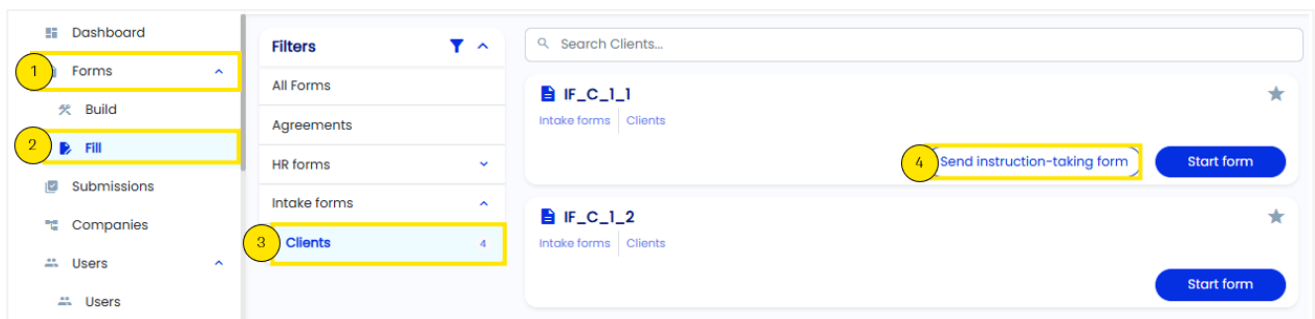 Dashboard
1 Forms
Build
2 Fill
Submissions
Companies
Users
Users
Filters
All Forms
Agreements
HR forms
Intake forms
3 Clients 4
Search Clients...
IF_C_1_1
Intake forms Clients
4 Send instruction-taking form Start form
IF_C_1_2
Intake forms Clients
Start form